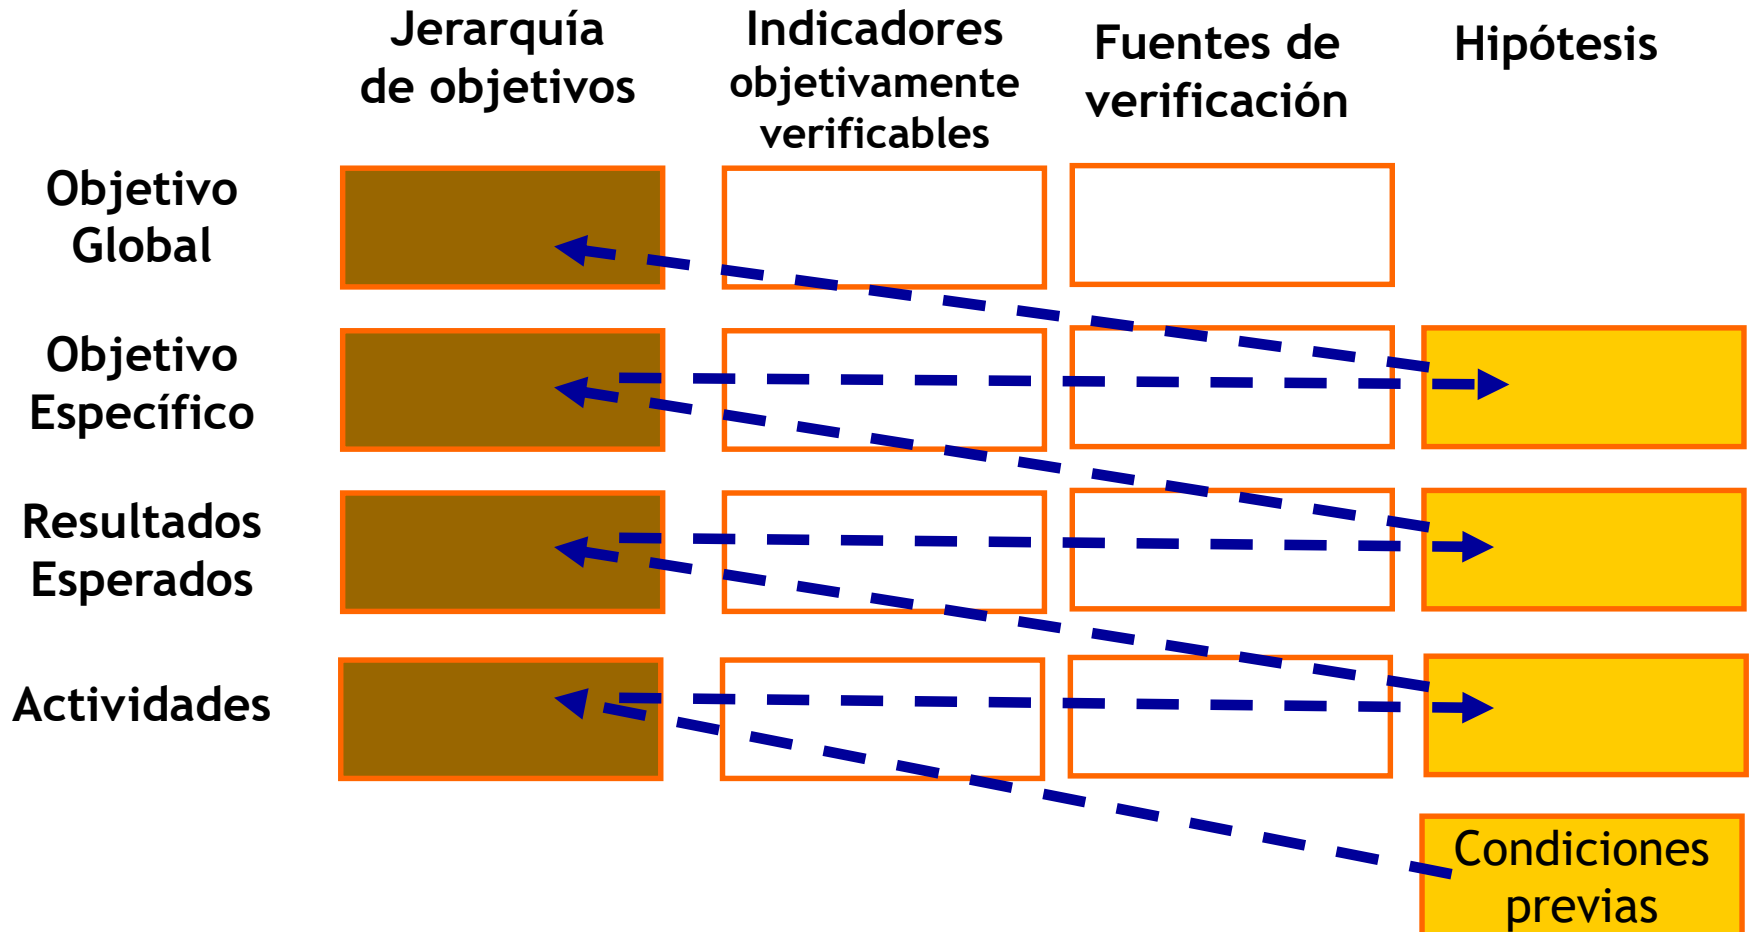 Jerarquía
de objetivos
Indicadores
objetivamente
verificables
Fuentes de
verificación
Hipótesis
Objetivo
Global
Objetivo
Específico
Resultados
Esperados
Actividades
Condiciones
previas